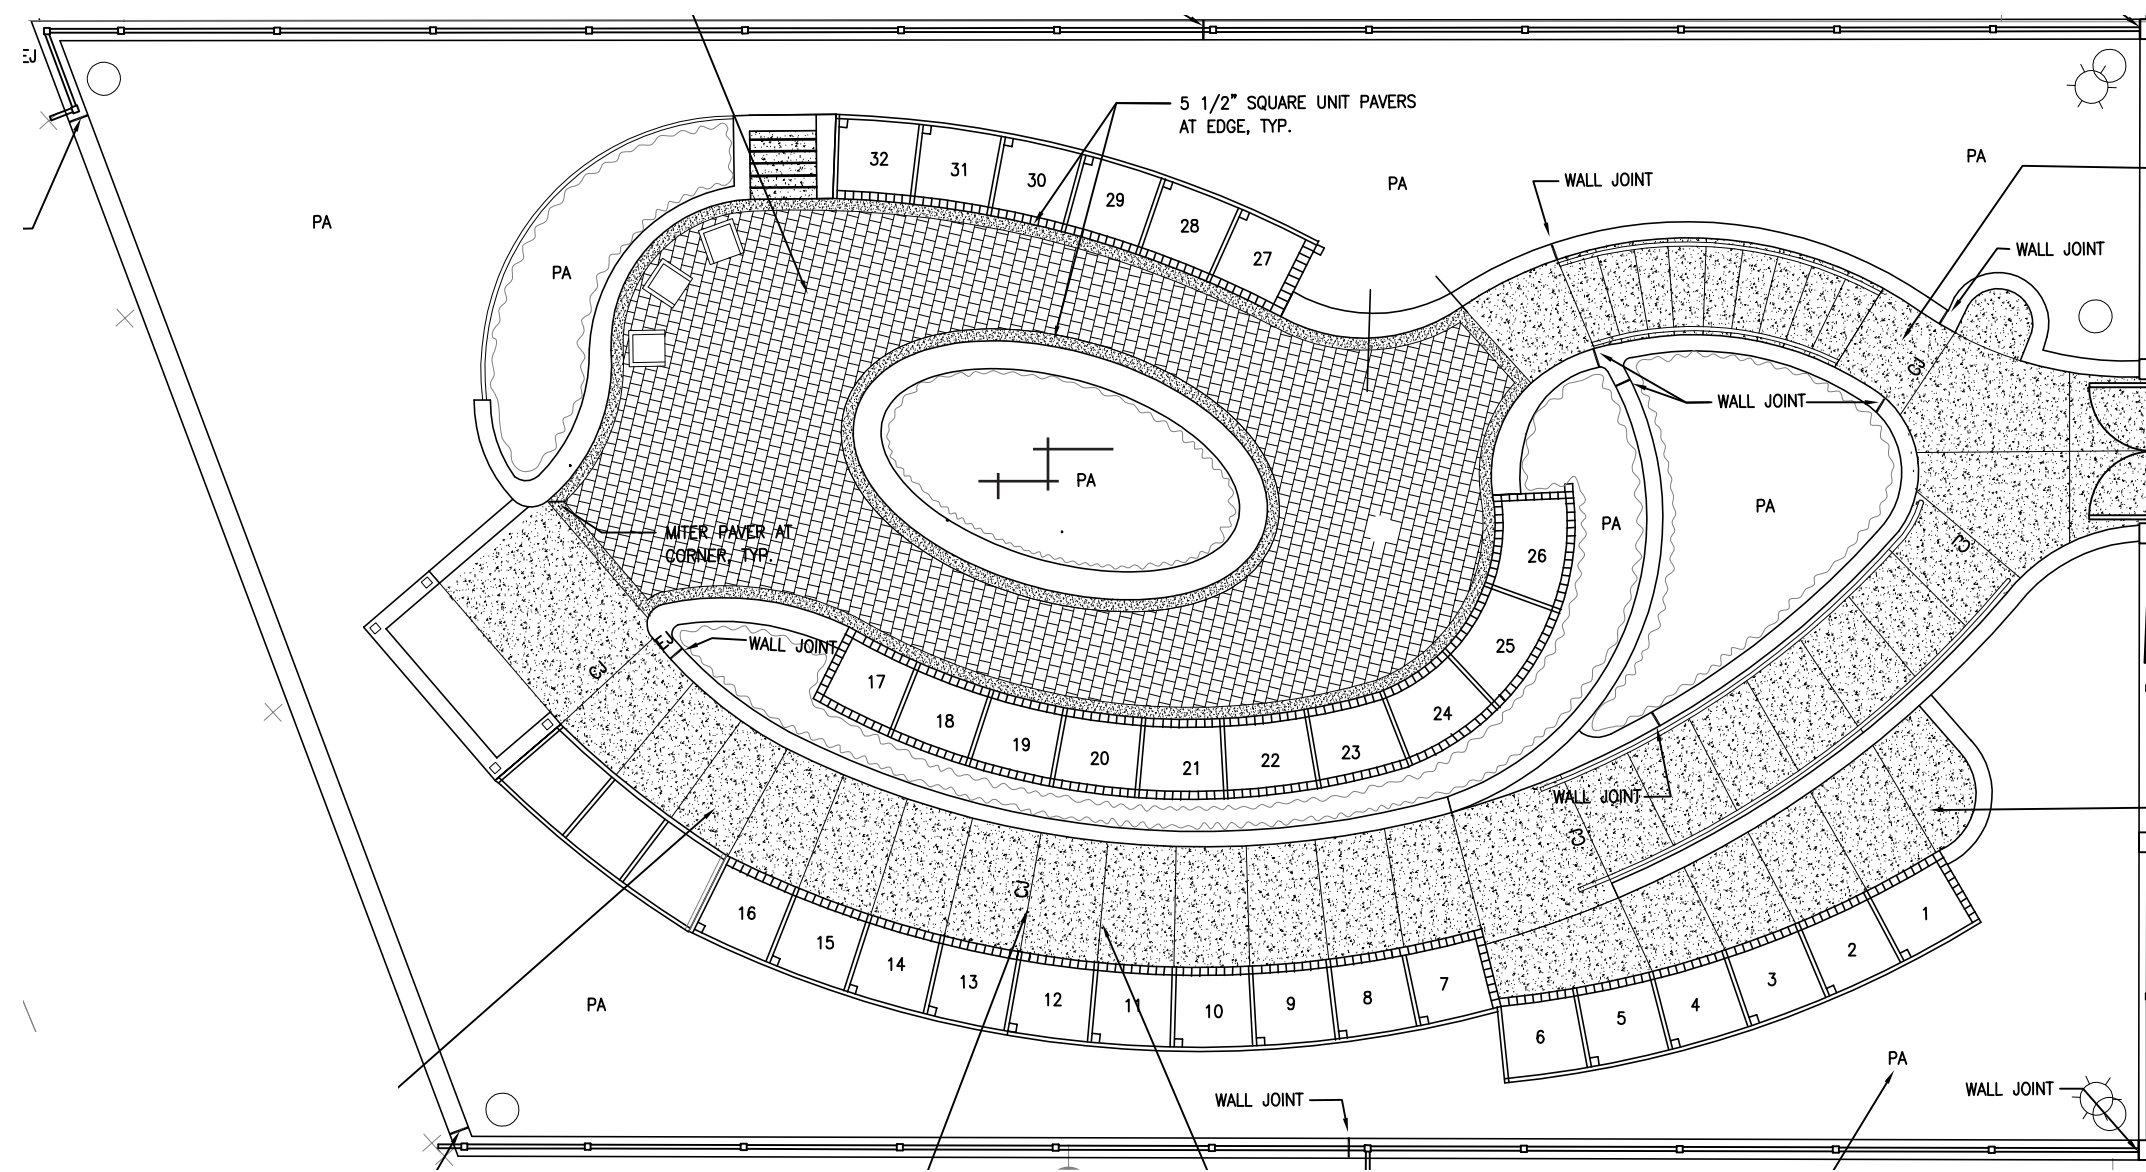 EJ
5 1/2" SQUARE UNIT PAVERS
AT EDGE, TYP.
32
31
30
29
28
27
PA
PA
PA
PA
WALL JOINT
WALL JOINT
CJ
WALL JOINT
PA
PA
PA
MITER PAVER AT
CORNER, TYP.
26
CJ
EJ
WALL JOINT
25
CJ
17
18
19
20
21
22
23
24
WALL JOINT
CJ
CJ
16
15
14
13
12
11
10
9
8
7
6
5
4
3
2
1
PA
PA
WALL JOINT
WALL JOINT